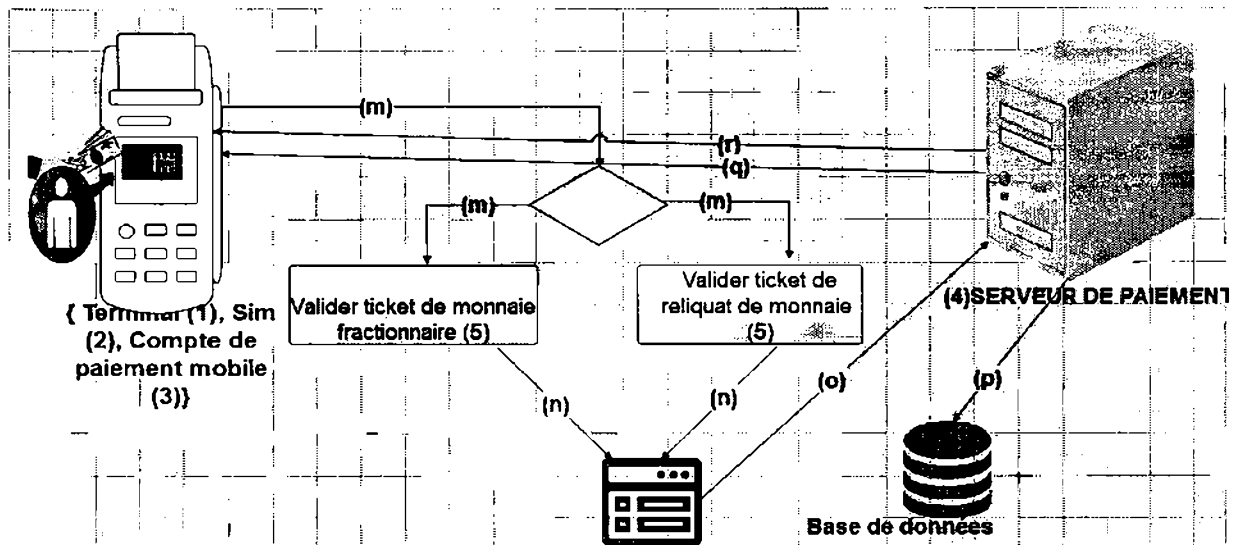 (m)
(r)
(q)
(m)
(m)
Valider ticket de monnaie
fractionnaire (5)
Valider ticket de
reliquat de monnaie
(5)
{ Terminal (1), Sim
(2), Compte de
paiement mobile
(3)}
(4)SERVEUR DE PAIEMENT
(n)
(n)
(o)
(p)
Base de données